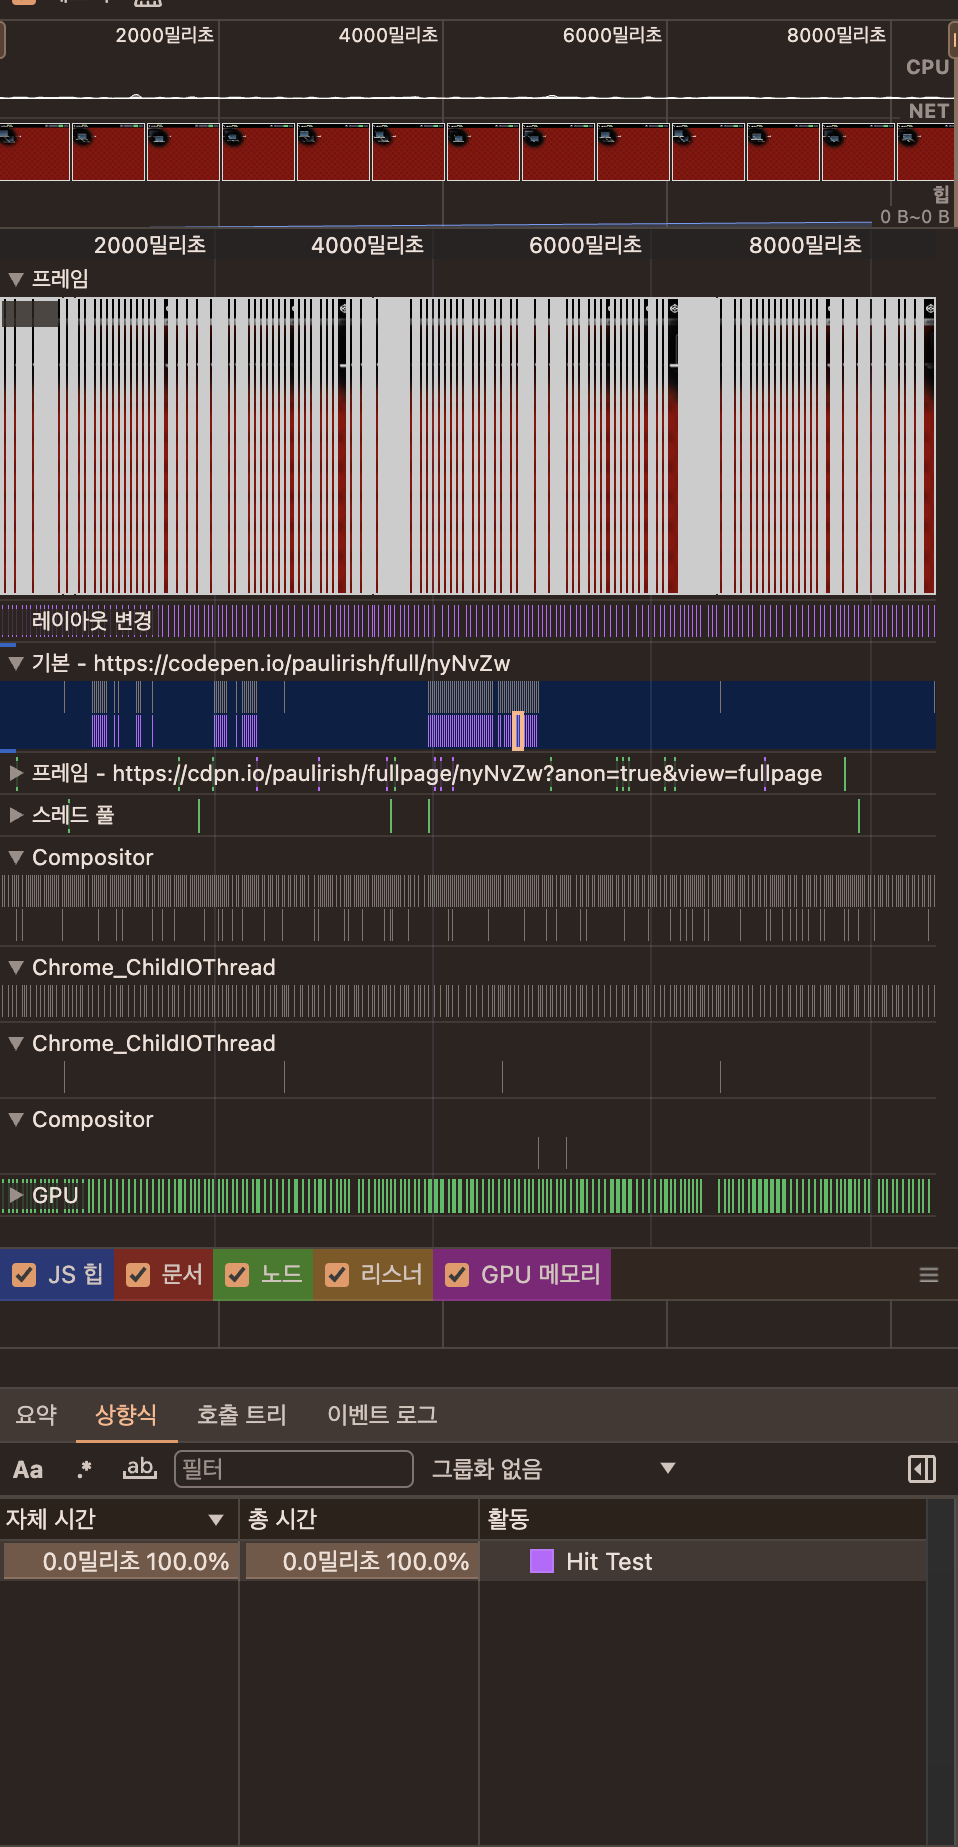 2000밀리초 4000밀리초 6000밀리초 8000밀리초
CPU
NET
힙
0 B~0 B
2000밀리초 4000밀리초 6000밀리초 8000밀리초
프레임
레이아웃 변경
기본 - https://codepen.io/paulirish/full/nyNvZw
프레임 - https://cdpn.io/paulirish/fullpage/nyNvZw?anon=true&view=fullpage
스레드 풀
Compositor
Chrome_ChildIOThread
Chrome_ChildIOThread
Compositor
GPU
JS 힙 문서 노드 리스너 GPU 메모리
요약 상향식 호출 트리 이벤트 로그
Aa .* ab 필터 그룹화 없음
자체 시간 총 시간 활동
0.0밀리초 100.0% 0.0밀리초 100.0% Hit Test